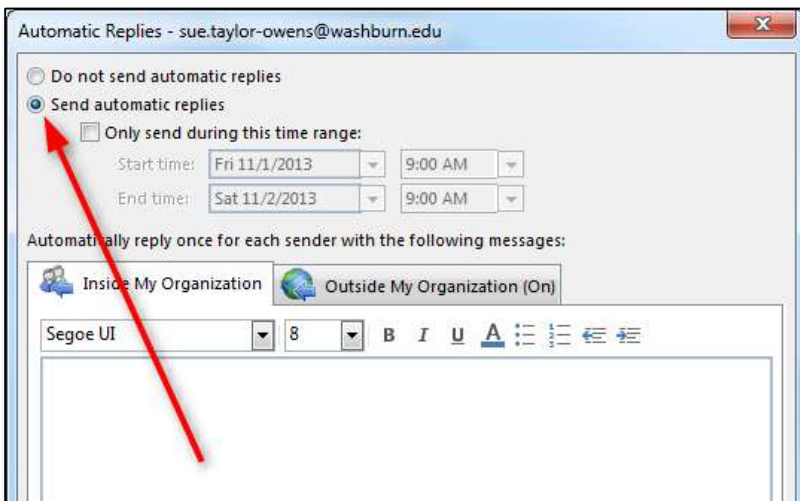 Automatic Replies - sue.taylor-owens@washburn.edu
Do not send automatic replies
Send automatic replies
Only send during this time range:
Start time: Fri 11/1/2013 9:00 AM
End time: Sat 11/2/2013 9:00 AM
Automatically reply once for each sender with the following messages:
Inside My Organization Outside My Organization (On)
Segoe UI 8 B I U A